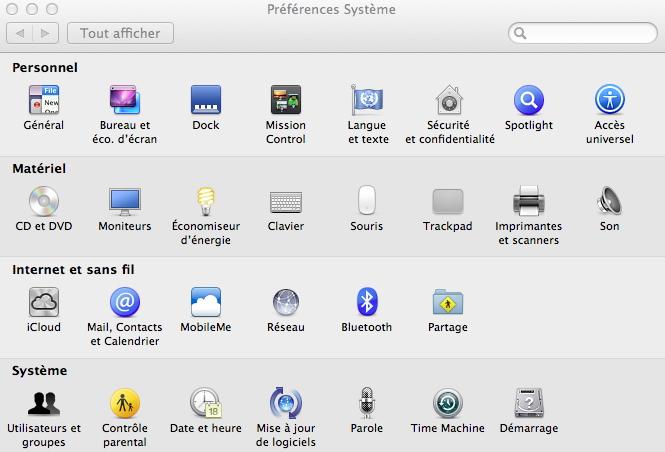 Préférences Système
Tout afficher
Personnel
File
New
Général
Bureau et
éco. d'écran
Dock
Mission
Control
Langue
et texte
Sécurité
et confidentialité
Spotlight
Accès
universel
Matériel
CD et DVD
Moniteurs
Économiseur
d'énergie
Clavier
Souris
Trackpad
Imprimantes
et scanners
Son
Internet et sans fil
iCloud
Mail, Contacts
et Calendrier
MobileMe
Réseau
Bluetooth
Partage
Système
18
Utilisateurs et
groupes
Contrôle
parental
Date et heure
Mise à jour
de logiciels
Parole
Time Machine
Démarrage